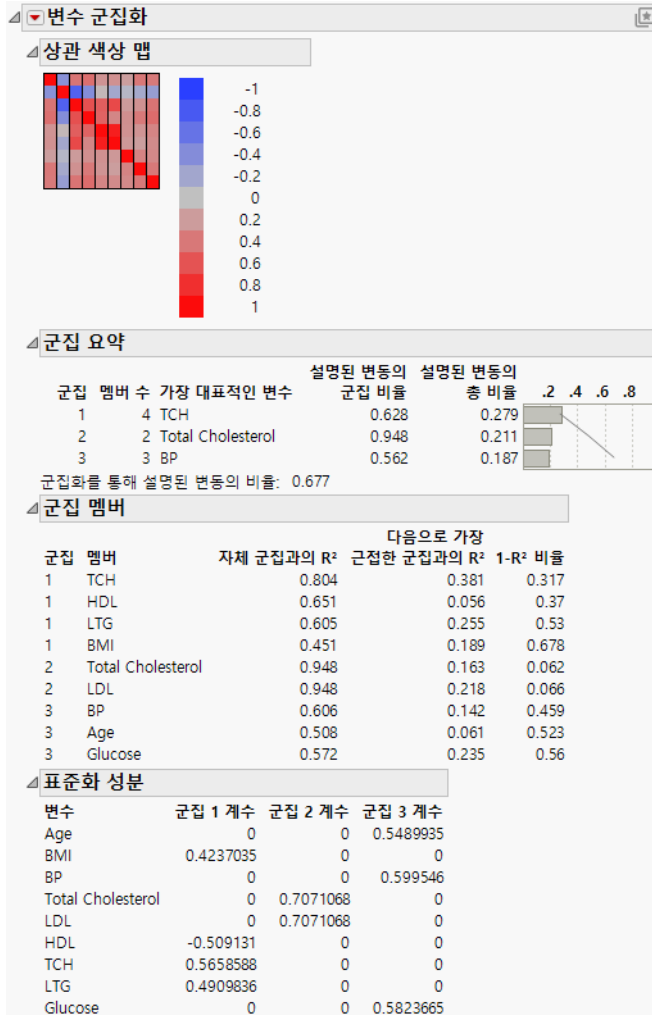 변수 군집화
상관 색상 맵
-1
-0.8
-0.6
-0.4
-0.2
0
0.2
0.4
0.6
0.8
1
군집 요약
설명된 변동의 설명된 변동의
군집 멤버 수 가장 대표적인 변수 군집 비율 총 비율 .2 .4 .6 .8
1 4 TCH 0.628 0.279
2 2 Total Cholesterol 0.948 0.211
3 3 BP 0.562 0.187
군집화를 통해 설명된 변동의 비율: 0.677
군집 멤버
다음으로 가장
군집 멤버 자체 군집과의 R² 근접한 군집과의 R² 1-R² 비율
1 TCH 0.804 0.381 0.317
1 HDL 0.651 0.056 0.37
1 LTG 0.605 0.255 0.53
1 BMI 0.451 0.189 0.678
2 Total Cholesterol 0.948 0.163 0.062
2 LDL 0.948 0.218 0.066
3 BP 0.606 0.142 0.459
3 Age 0.508 0.061 0.523
3 Glucose 0.572 0.235 0.56
표준화 성분
변수 군집 1 계수 군집 2 계수 군집 3 계수
Age 0 0 0.5489935
BMI 0.4237035 0 0
BP 0 0 0.599546
Total Cholesterol 0 0.7071068 0
LDL 0 0.7071068 0
HDL -0.509131 0 0
TCH 0.5658588 0 0
LTG 0.4909836 0 0
Glucose 0 0 0.5823665